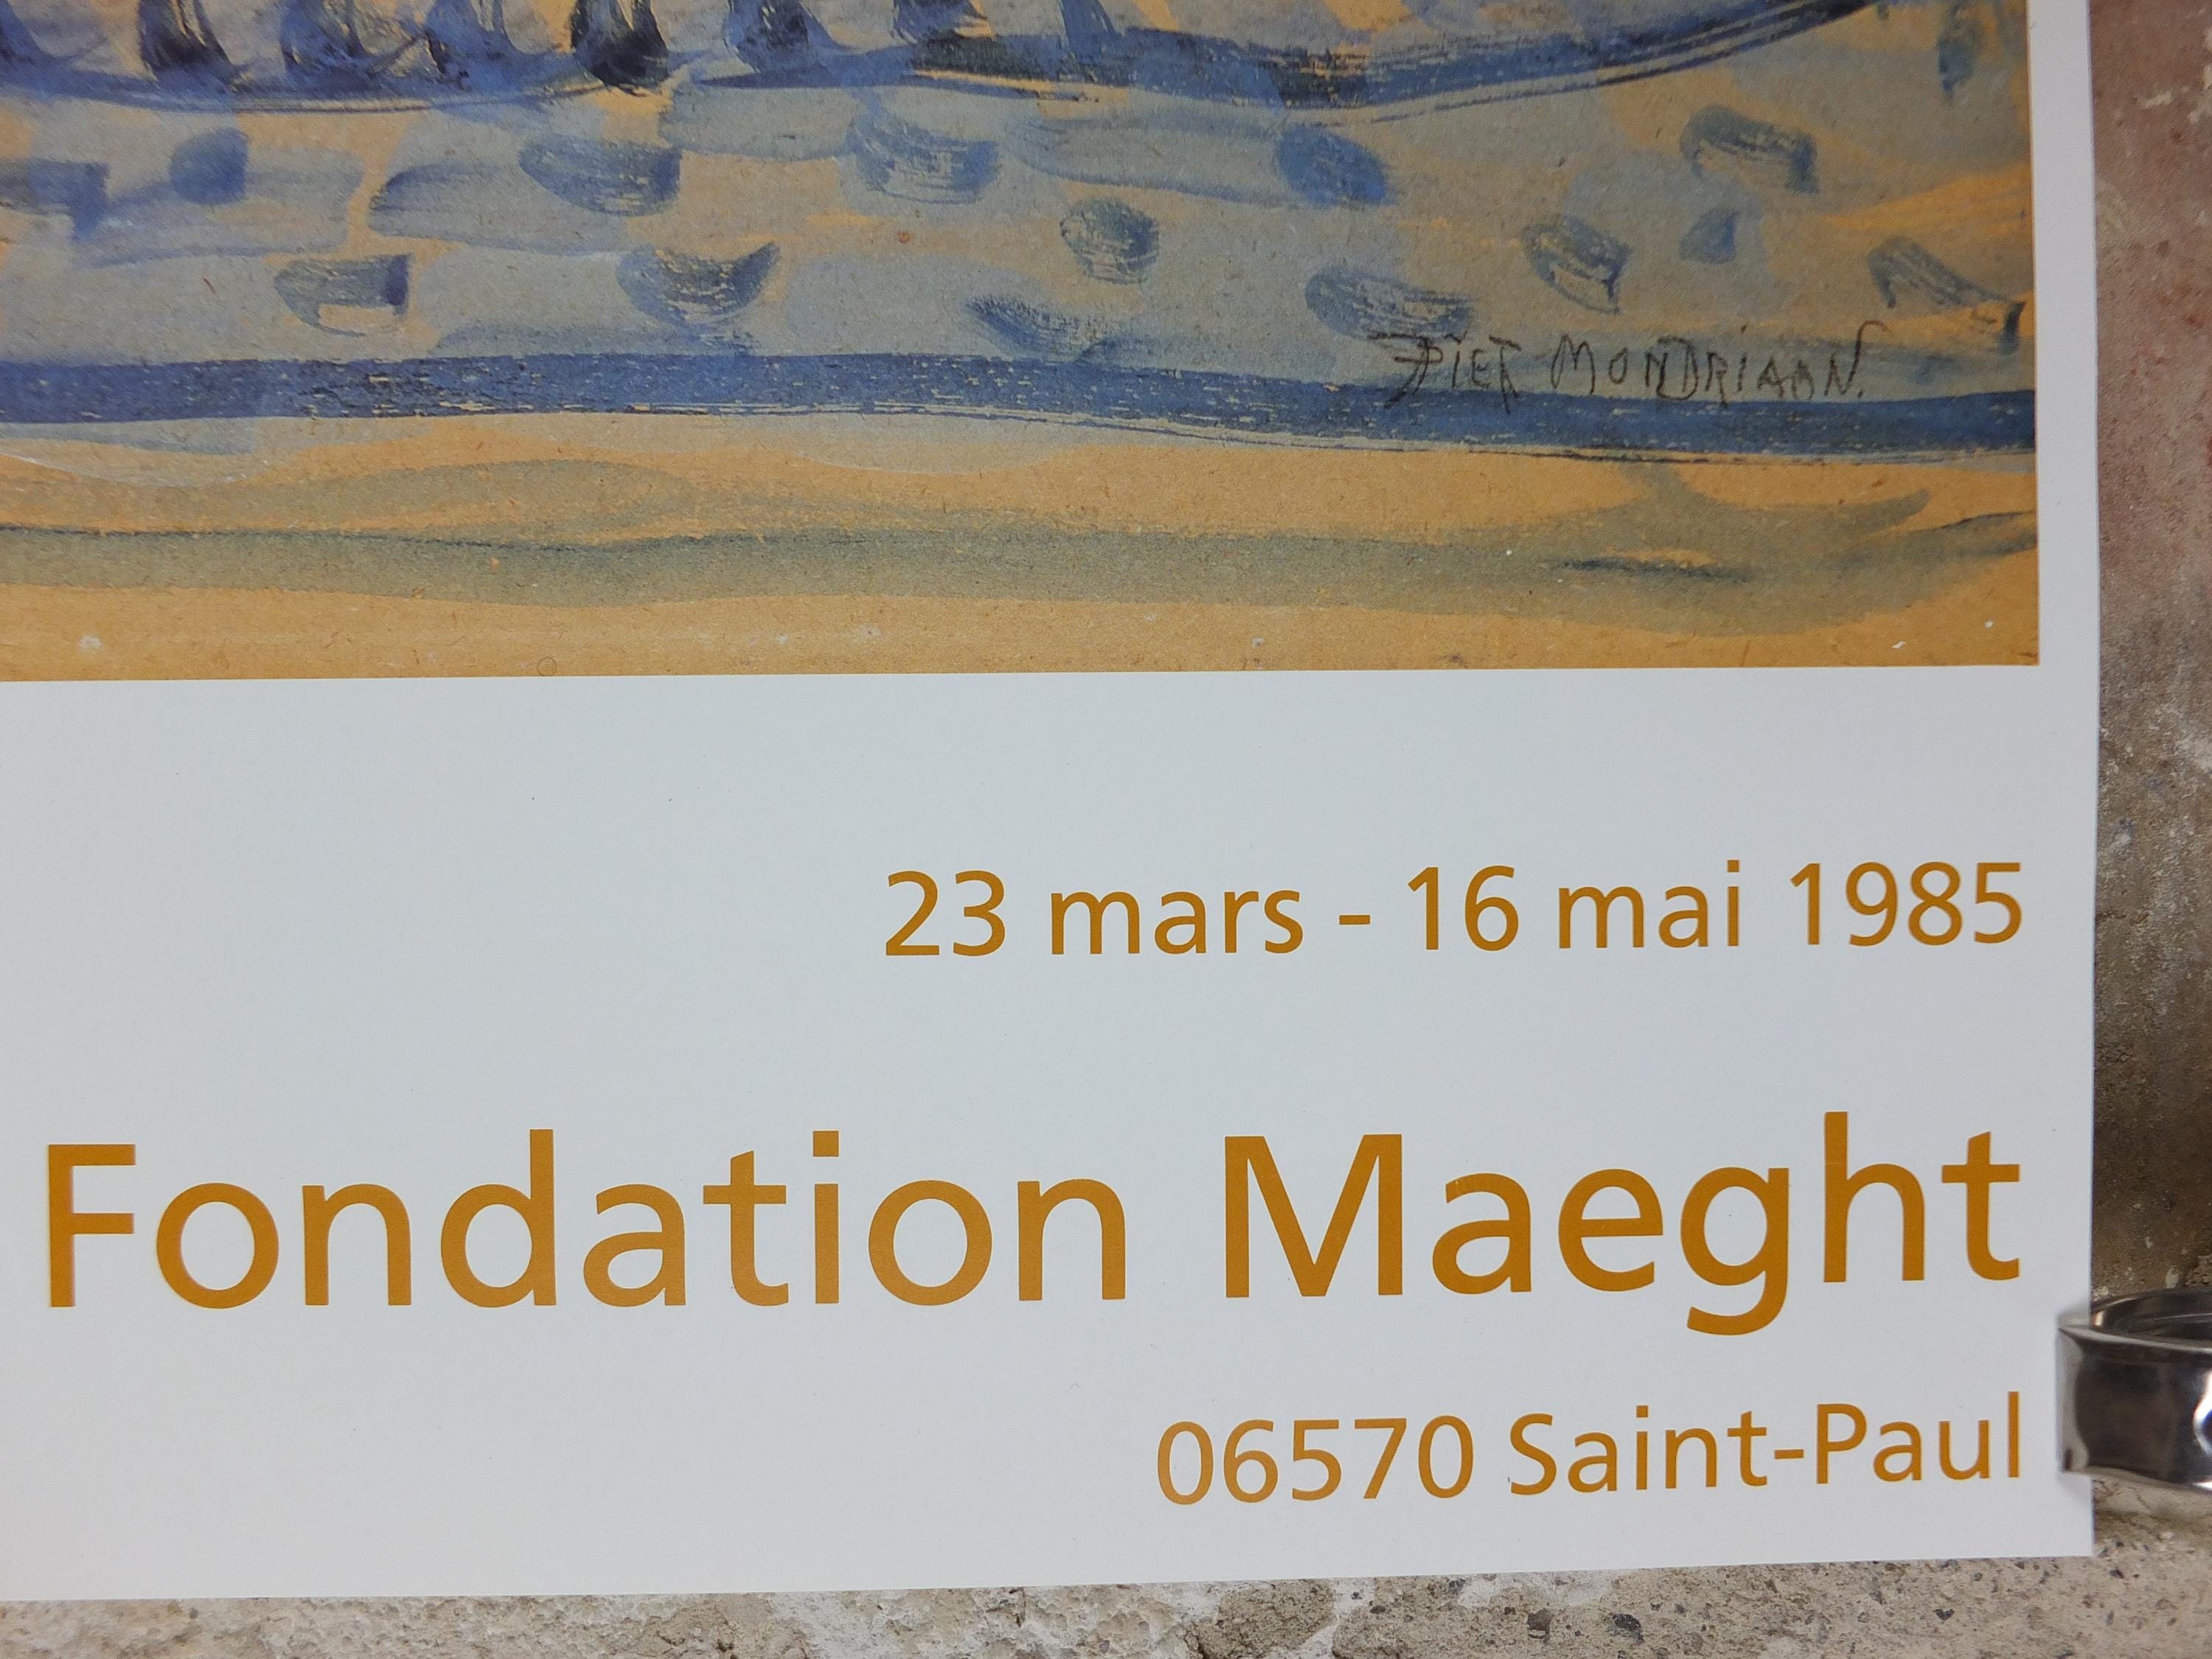 PIET MONDRIAAN.
23 mars - 16 mai 1985
Fondation Maeght
06570 Saint-Paul